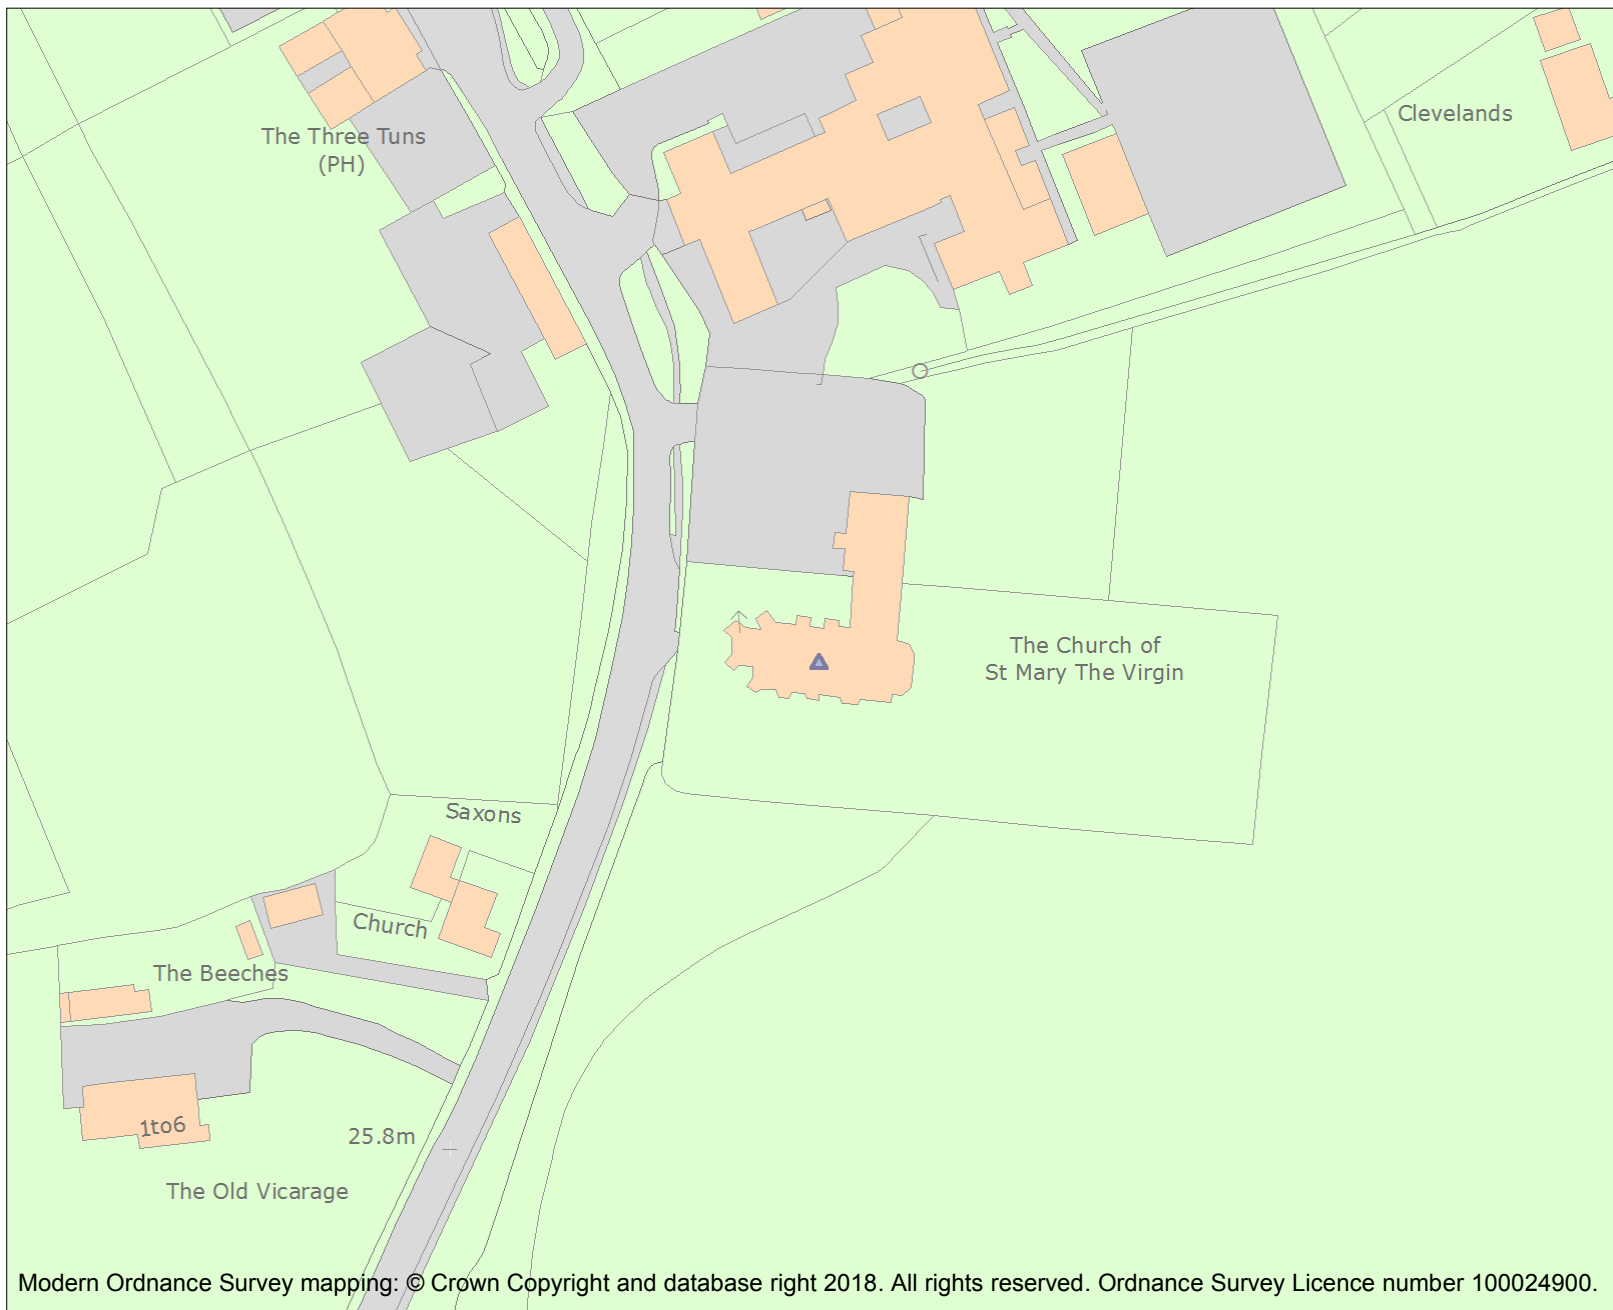 The Three Tuns
(PH)
Clevelands
The Church of
St Mary The Virgin
Saxons
Church
The Beeches
1to6
25.8m
The Old Vicarage
Modern Ordnance Survey mapping: © Crown Copyright and database right 2018. All rights reserved. Ordnance Survey Licence number 100024900.